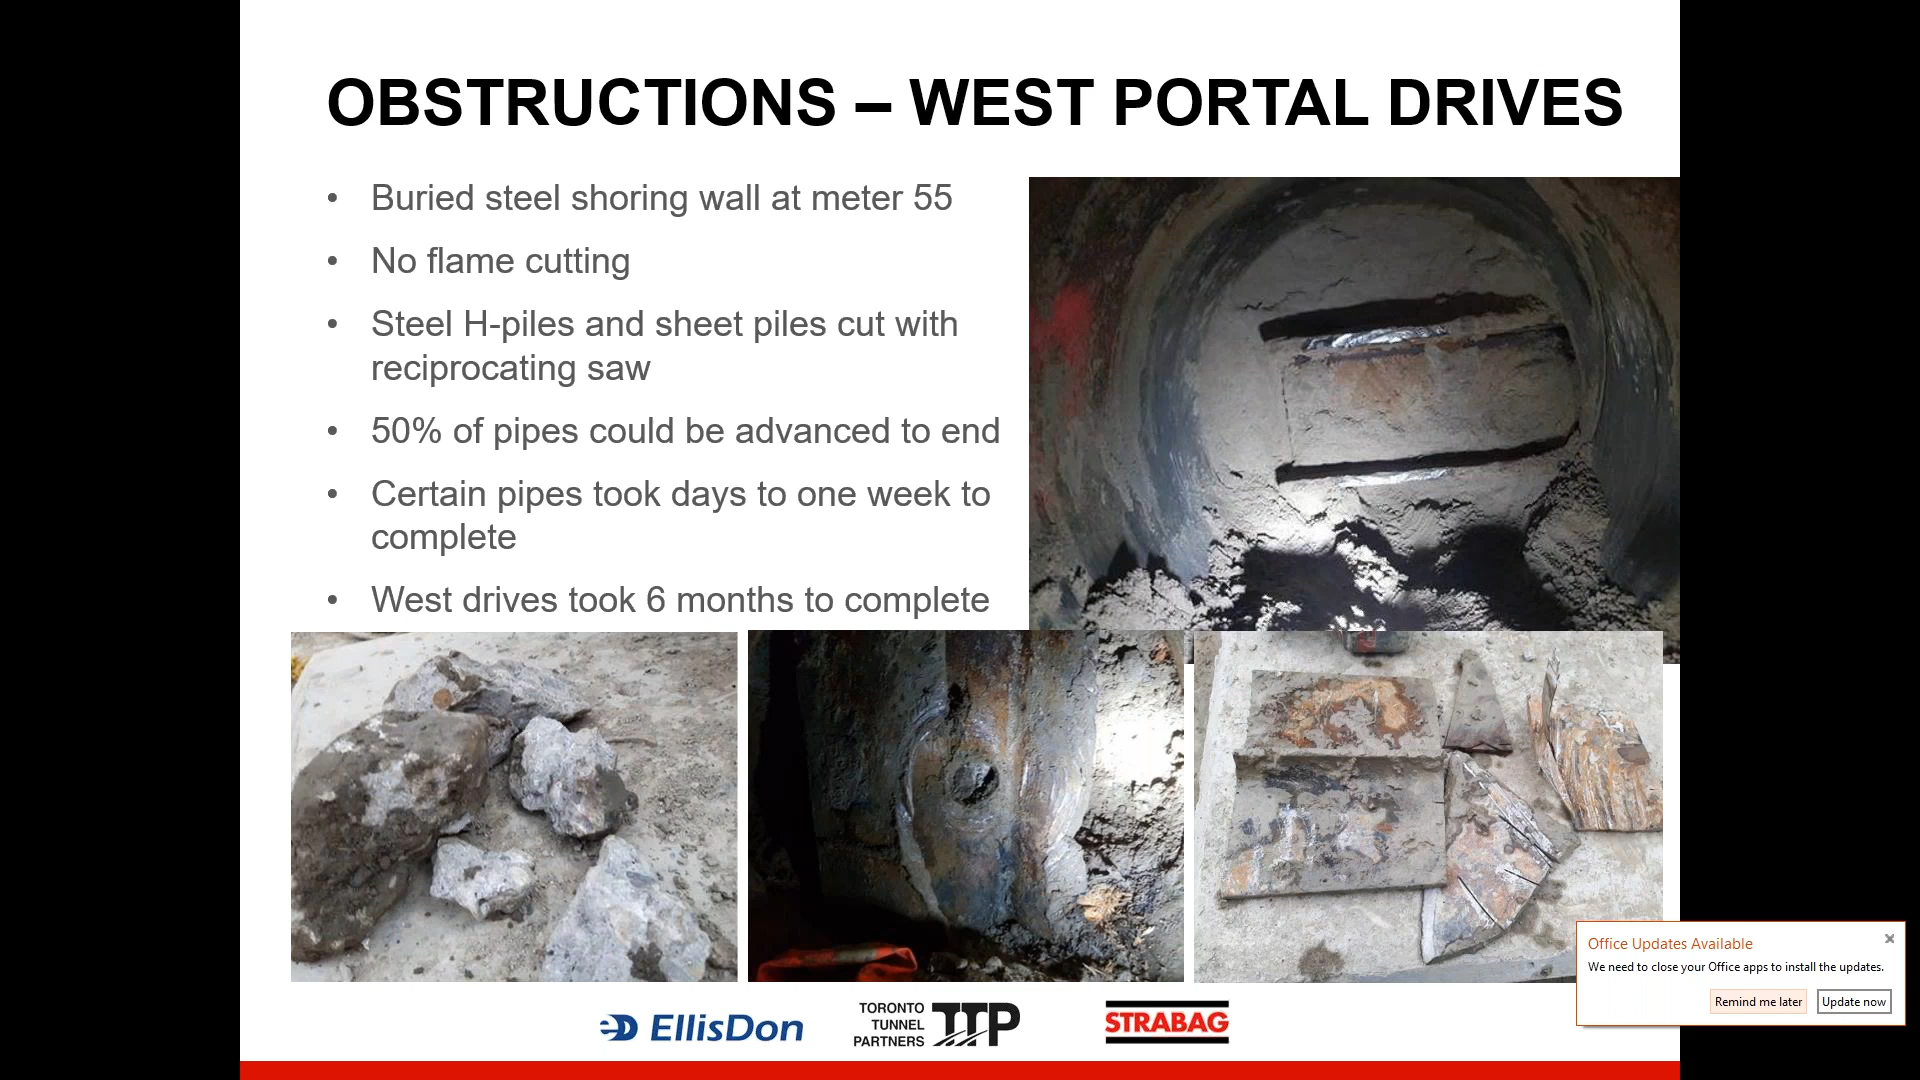 OBSTRUCTIONS – WEST PORTAL DRIVES
• Buried steel shoring wall at meter 55
• No flame cutting
• Steel H-piles and sheet piles cut with
reciprocating saw
• 50% of pipes could be advanced to end
• Certain pipes took days to one week to
complete
• West drives took 6 months to complete
Office Updates Available
We need to close your Office apps to install the updates.
Remind me later
Update now
EllisDon
TORONTO
TUNNEL
PARTNERS
TTP
STRABAG